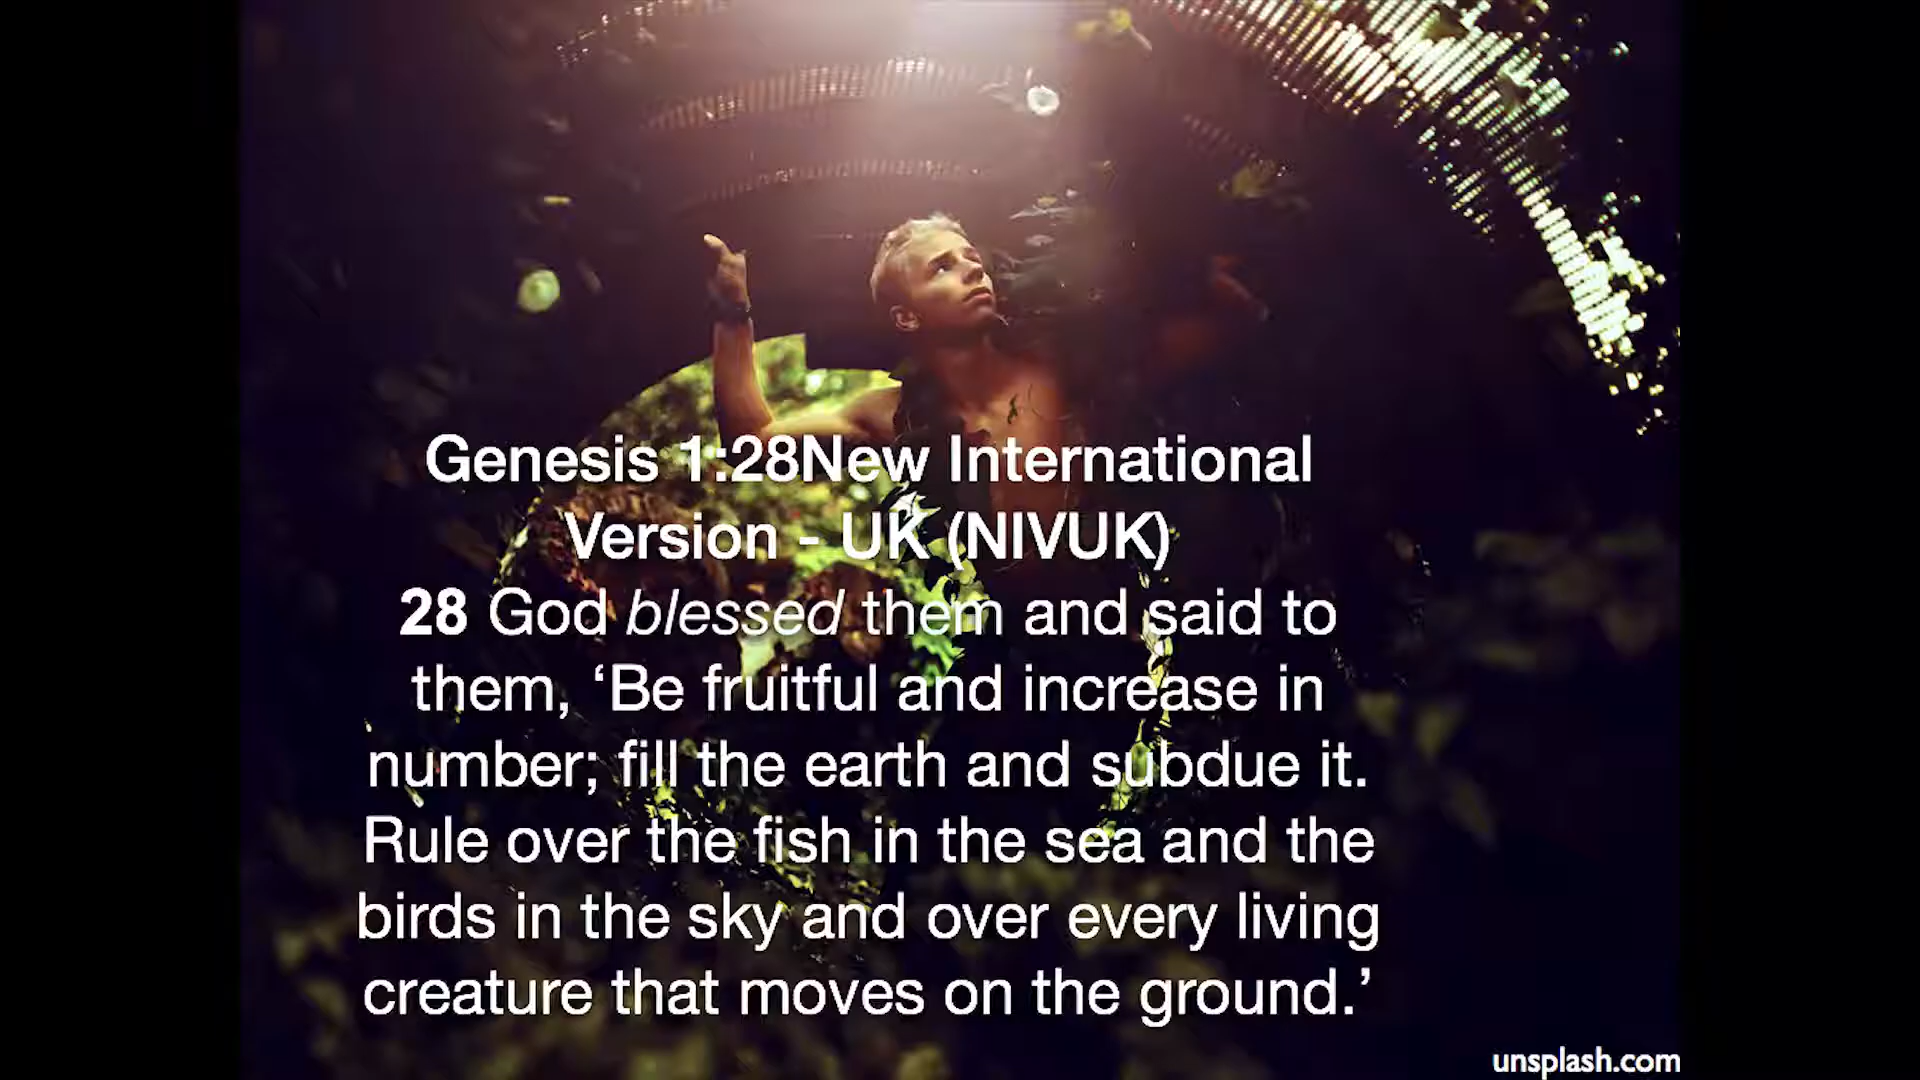 Genesis 1:28New International
Version - UK (NIVUK)
28 God blessed them and said to
them, ‘Be fruitful and increase in
number; fill the earth and subdue it.
Rule over the fish in the sea and the
birds in the sky and over every living
creature that moves on the ground.’
unsplash.com